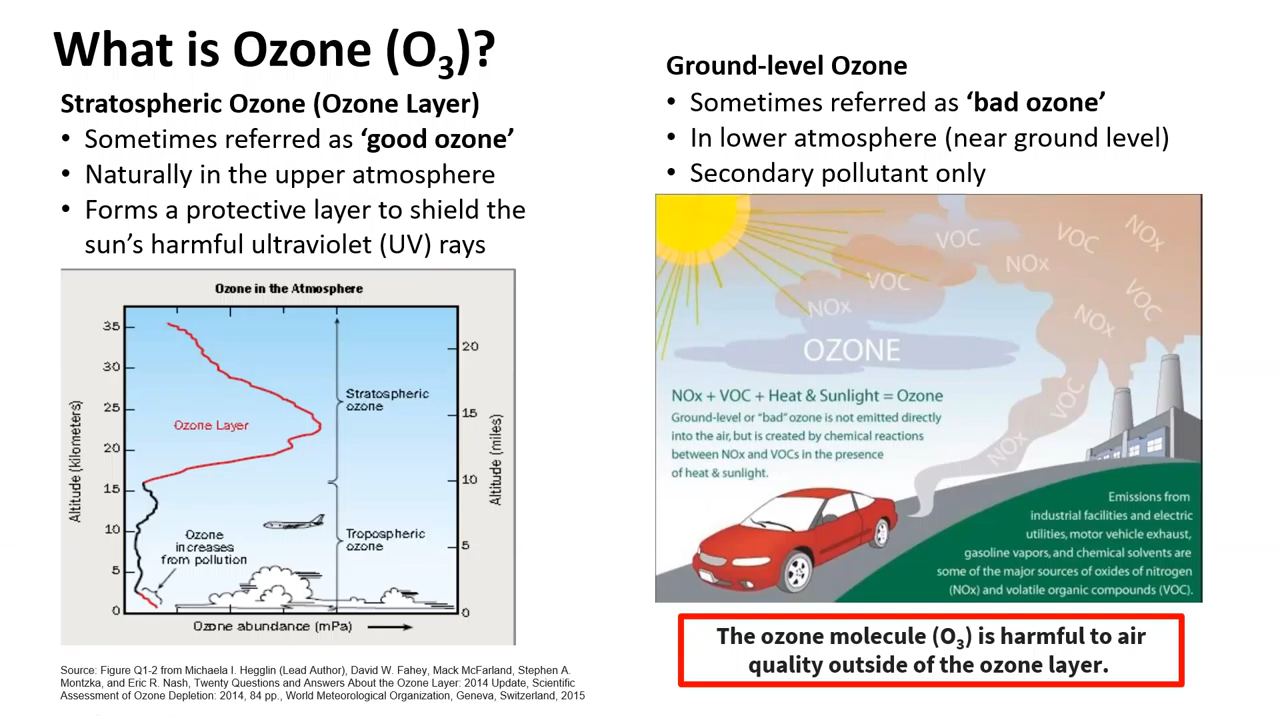 What is Ozone (O₃)?
Stratospheric Ozone (Ozone Layer)
• Sometimes referred as ‘good ozone’
• Naturally in the upper atmosphere
• Forms a protective layer to shield the
sun’s harmful ultraviolet (UV) rays
Ozone in the Atmosphere
35
30
25
20
15
10
5
0
Altitude (kilometers)
Ozone Layer
Stratospheric
ozone
Ozone
increases
from pollution
Tropospheric
ozone
20
15
10
5
0
Altitude (miles)
Ozone abundance (mPa)
Source: Figure Q1-2 from Michaela I. Hegglin (Lead Author), David W. Fahey, Mack McFarland, Stephen A.
Montzka, and Eric R. Nash, Twenty Questions and Answers About the Ozone Layer: 2014 Update, Scientific
Assessment of Ozone Depletion: 2014, 84 pp., World Meteorological Organization, Geneva, Switzerland, 2015
Ground-level Ozone
• Sometimes referred as ‘bad ozone’
• In lower atmosphere (near ground level)
• Secondary pollutant only
VOC
VOC
NOx
NOx
VOC
VOC
NOx
NOx
OZONE
VOC
NOx
NOx + VOC + Heat & Sunlight = Ozone
Ground-level or "bad" ozone is not emitted directly
into the air, but is created by chemical reactions
between NOx and VOCs in the presence
of heat & sunlight.
Emissions from
industrial facilities and electric
utilities, motor vehicle exhaust,
gasoline vapors, and chemical solvents are
some of the major sources of oxides of nitrogen
(NOx) and volatile organic compounds (VOC).
The ozone molecule (O₃) is harmful to air
quality outside of the ozone layer.